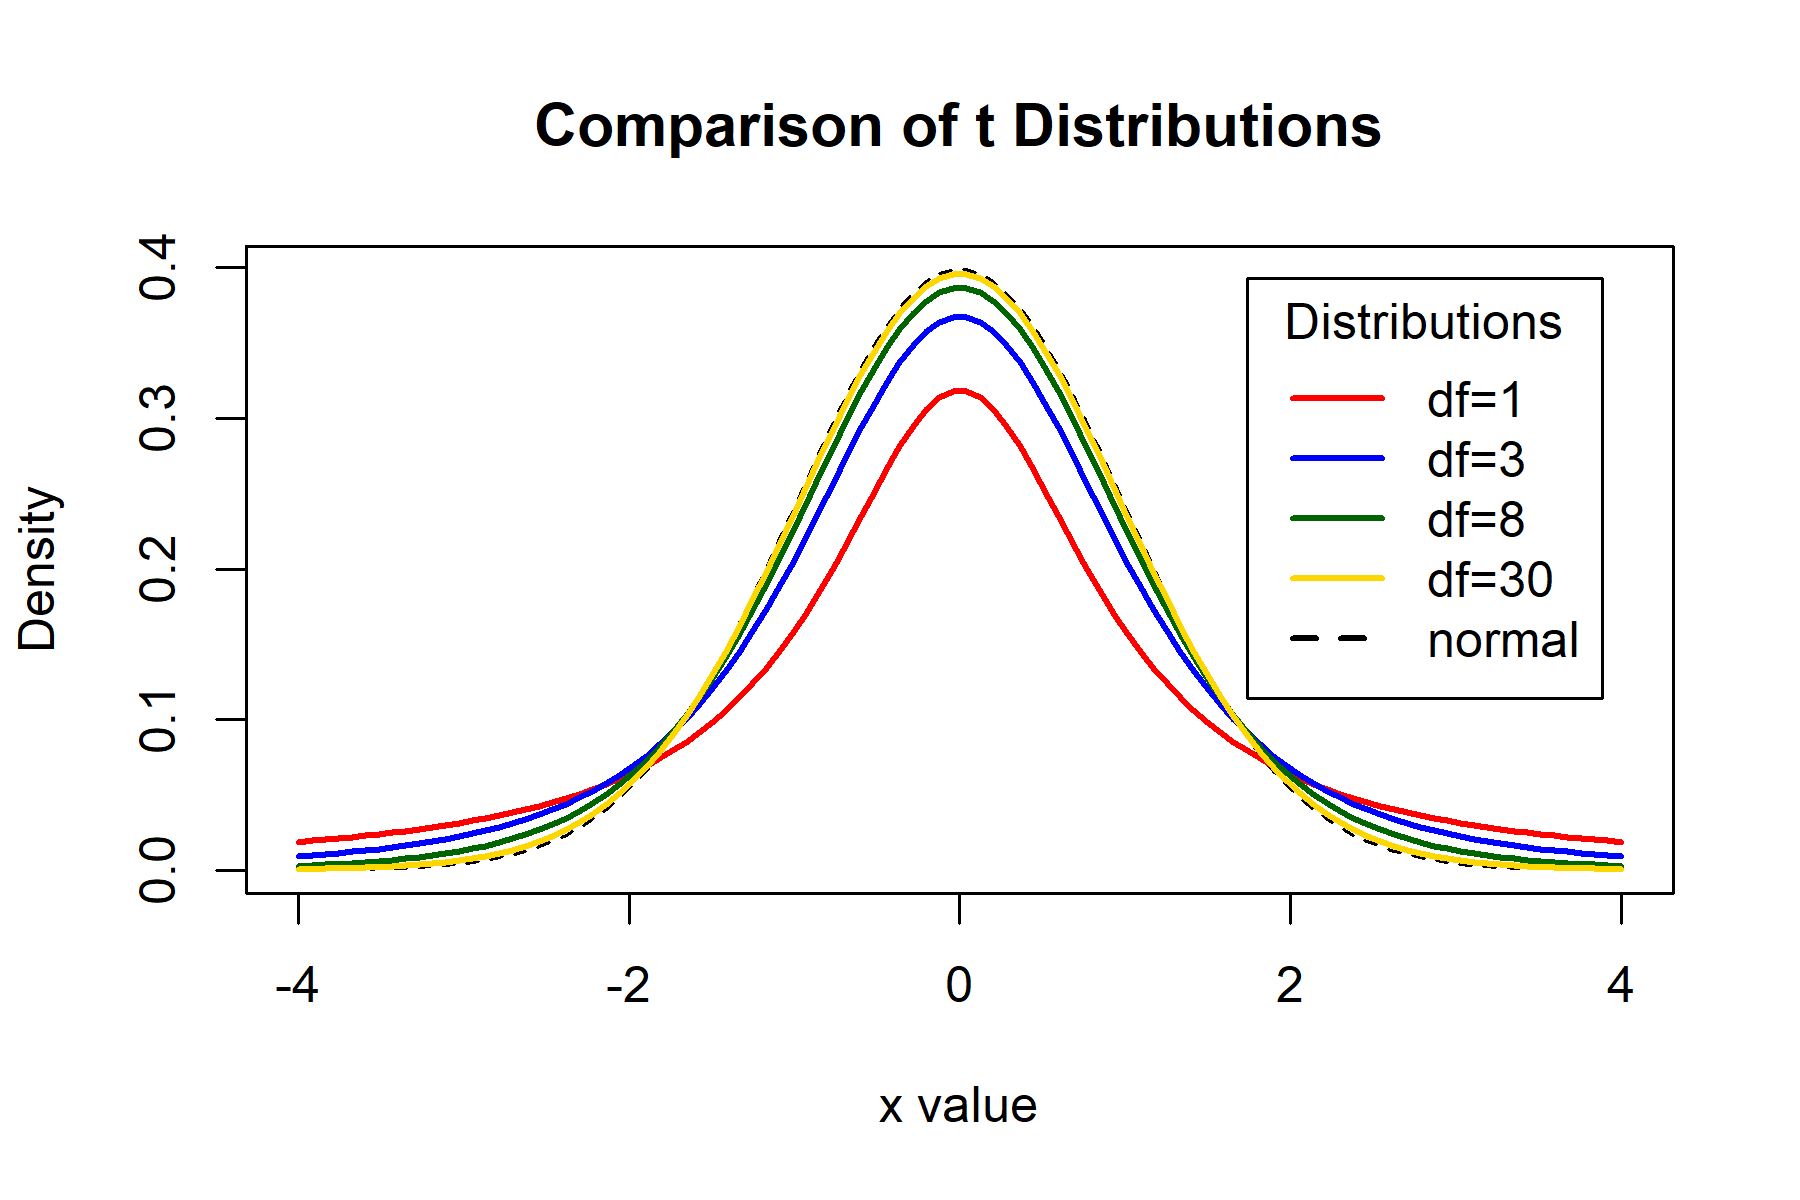 Comparison of t Distributions
Density
0.4
0.3
0.2
0.1
0.0
Distributions
df=1
df=3
df=8
df=30
normal
-4 -2 0 2 4
x value